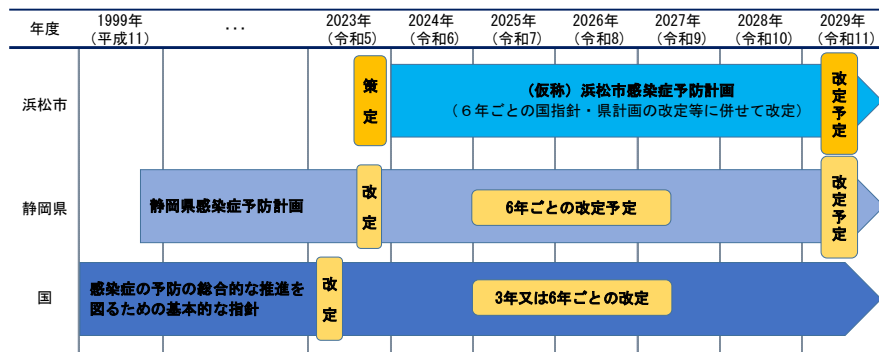 年度
1999年
(平成11)
...
2023年
(令和5)
2024年
(令和6)
2025年
(令和7)
2026年
(令和8)
2027年
(令和9)
2028年
(令和10)
2029年
(令和11)
浜松市
策定
(仮称)浜松市感染症予防計画
(6年ごとの国指針・県計画の改定等に併せて改定)
改定予定
静岡県
静岡県感染症予防計画
改定
6年ごとの改定予定
改定予定
国
感染症の予防の総合的な推進を
図るための基本的な指針
改定
3年又は6年ごとの改定